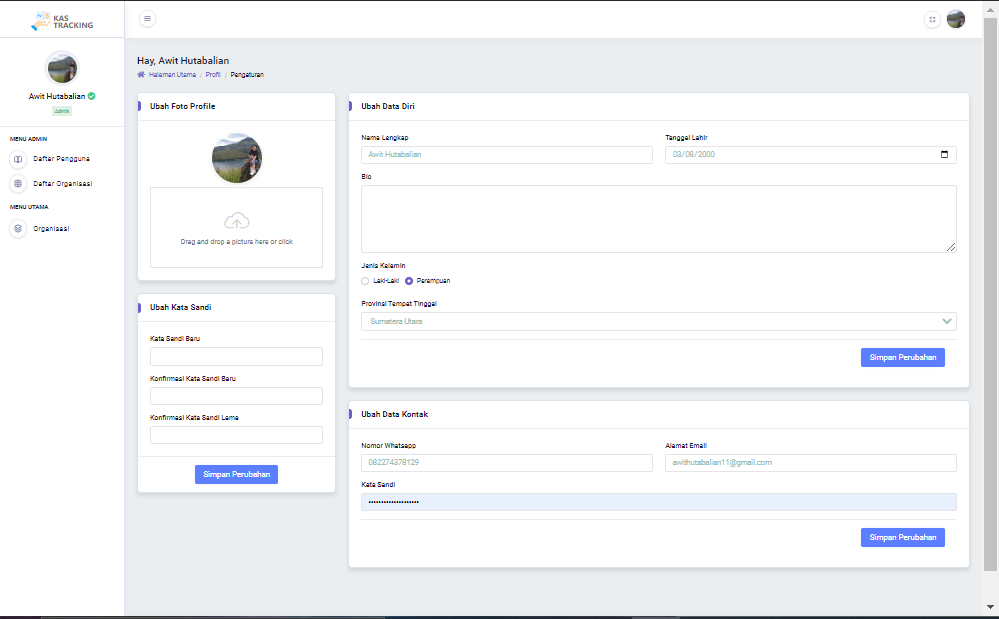 KAS
TRACKING
Awit Hutabalian
Admin
MENU ADMIN
Daftar Pengguna
Daftar Organisasi
MENU UTAMA
Organisasi
Hay, Awit Hutabalian
Halaman Utama / Profil / Pengaturan
Ubah Foto Profile
Drag and drop a picture here or click
Ubah Kata Sandi
Kata Sandi Baru
Konfirmasi Kata Sandi Baru
Konfirmasi Kata Sandi Lama
Simpan Perubahan
Ubah Data Diri
Nama Lengkap
Awit Hutabalian
Tanggal Lahir
03/08/2000
Bio
Jenis Kelamin
Laki-Laki Perempuan
Provinsi Tempat Tinggal
Sumatera Utara
Simpan Perubahan
Ubah Data Kontak
Nomor Whatsapp
082274378129
Alamat Email
awithutabalian11@gmail.com
Kata Sandi
Simpan Perubahan